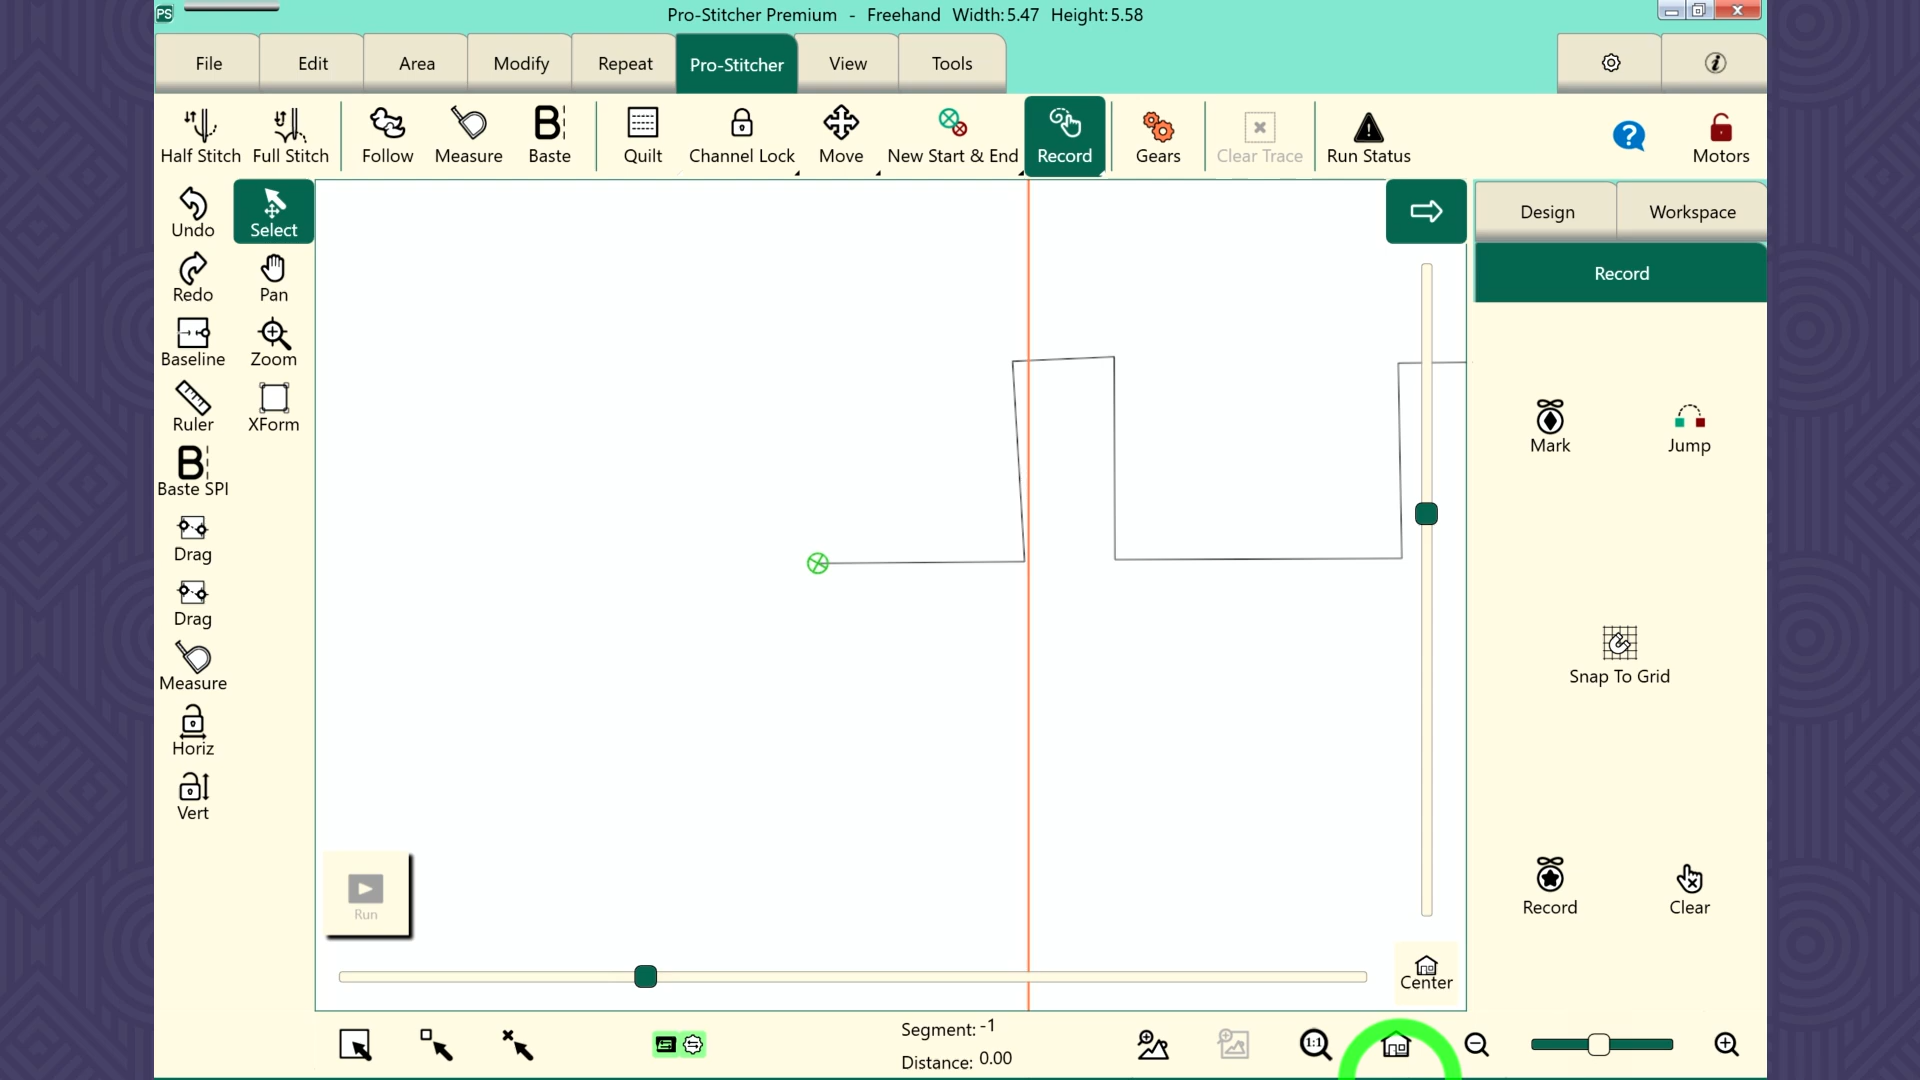 PS
Pro-Stitcher Premium - Freehand Width: 5.47 Height: 5.58
File Edit Area Modify Repeat Pro-Stitcher View Tools
Half Stitch Full Stitch Follow Measure Baste Quilt Channel Lock Move New Start & End Record Gears Clear Trace Run Status Motors
Undo Select Design Workspace
Record
Redo Pan
Baseline Zoom
Ruler XForm
Mark Jump
Baste SPI
Drag
Drag
Measure
Snap To Grid
Horiz
Vert
Run
Record Clear
Center
Segment: -1
1:1
Distance: 0.00